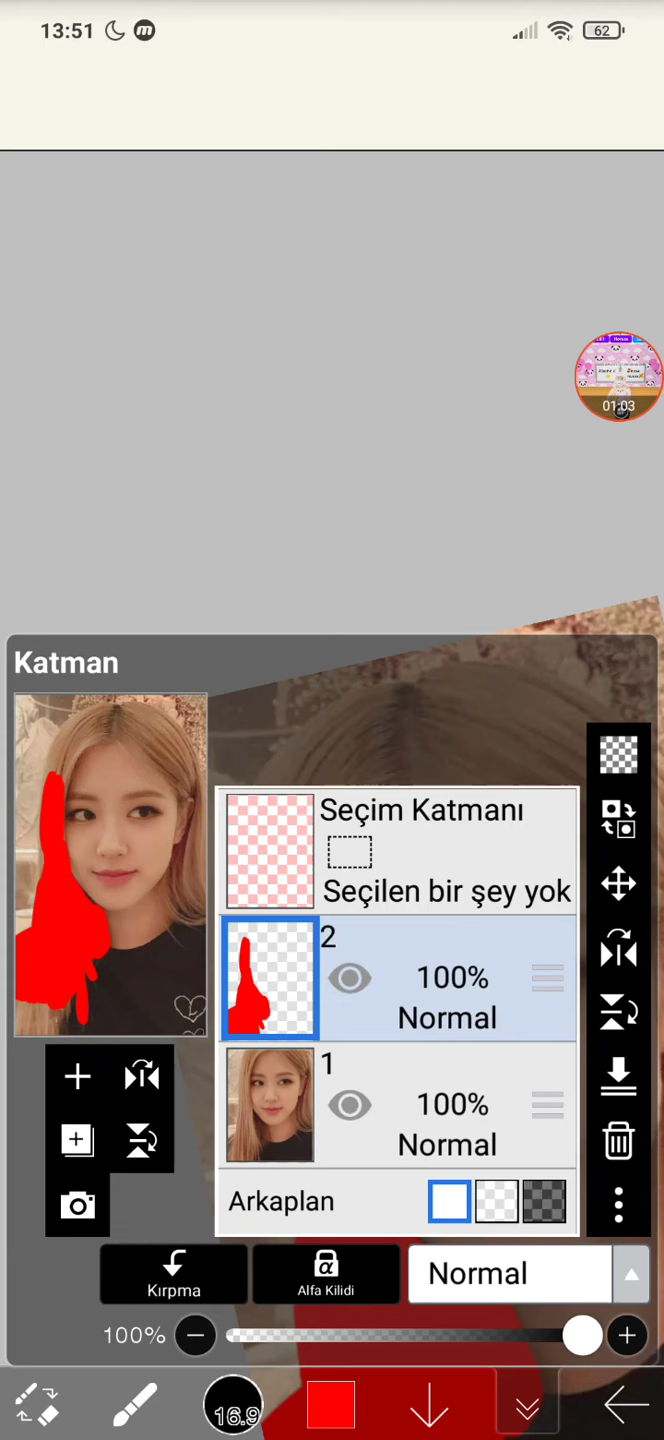 13:51
62
01:03
Katman
Seçim Katmanı
Seçilen bir şey yok
2
100%
Normal
1
100%
Normal
Arkaplan
Kırpma
α
Alfa Kilidi
Normal
100%
16.9